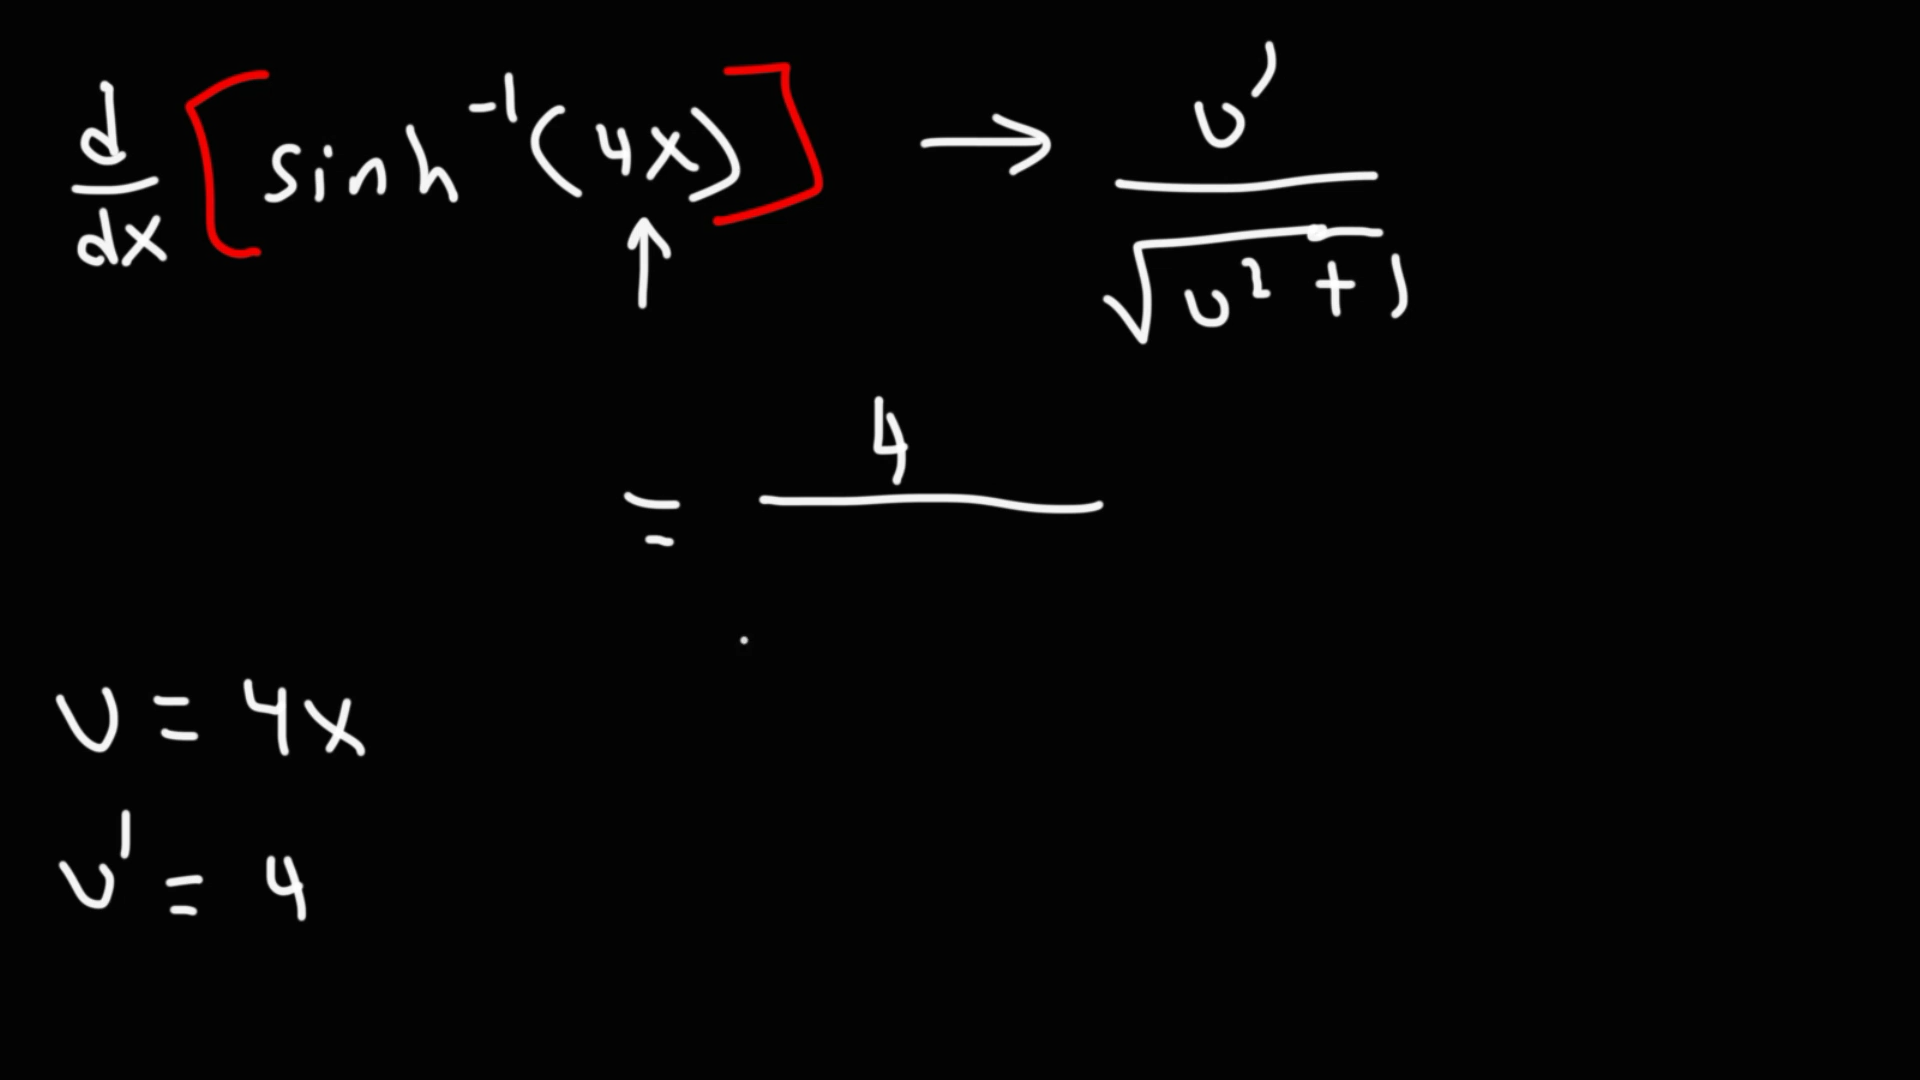 d/dx [sinh⁻¹(4x)] → u'/√(u² + 1)
↑
= 4/
u = 4x
u' = 4